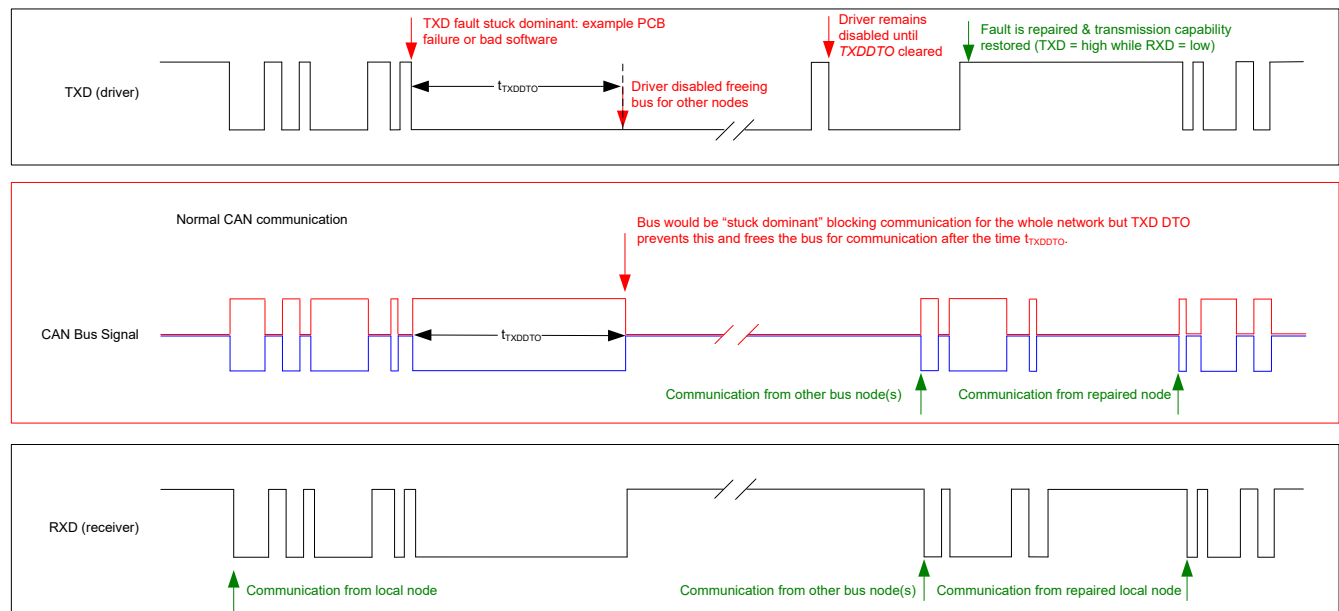 TXD fault stuck dominant: example PCB
failure or bad software
Driver remains
disabled until
TXDDTO cleared
Fault is repaired & transmission capability
restored (TXD = high while RXD = low)
TXD (driver)
tTXDDTO
Driver disabled freeing
bus for other nodes
Normal CAN communication
Bus would be “stuck dominant” blocking communication for the whole network but TXD DTO
prevents this and frees the bus for communication after the time tTXDDTO.
CAN Bus Signal
tTXDDTO
Communication from other bus node(s)
Communication from repaired node
RXD (receiver)
Communication from local node
Communication from other bus node(s)
Communication from repaired local node